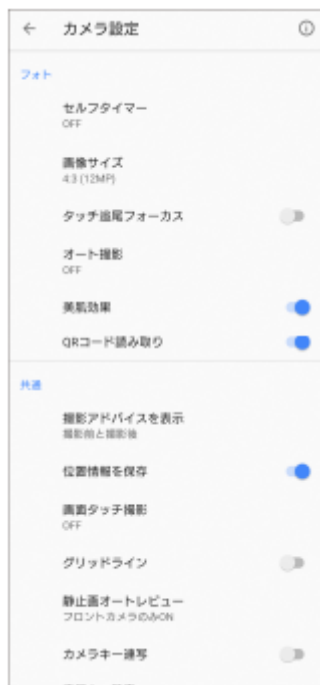 カメラ設定
フォト
セルフタイマー
OFF
画像サイズ
4:3 (12MP)
タッチ追尾フォーカス
オート撮影
OFF
美肌効果
QRコード読み取り
共通
撮影アドバイスを表示
撮影前と撮影後
位置情報を保存
画面タッチ撮影
OFF
グリッドライン
静止画オートレビュー
フロントカメラのみON
カメラキー連写